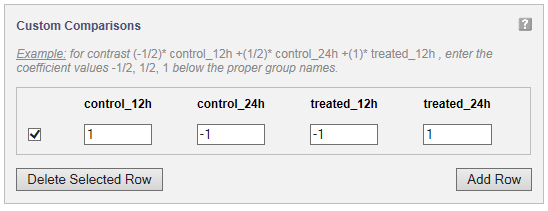 Custom Comparisons ?
Example: for contrast (-1/2)* control_12h +(1/2)* control_24h +(1)* treated_12h , enter the
coefficient values -1/2, 1/2, 1 below the proper group names.
control_12h control_24h treated_12h treated_24h
1 -1 -1 1
Delete Selected Row Add Row